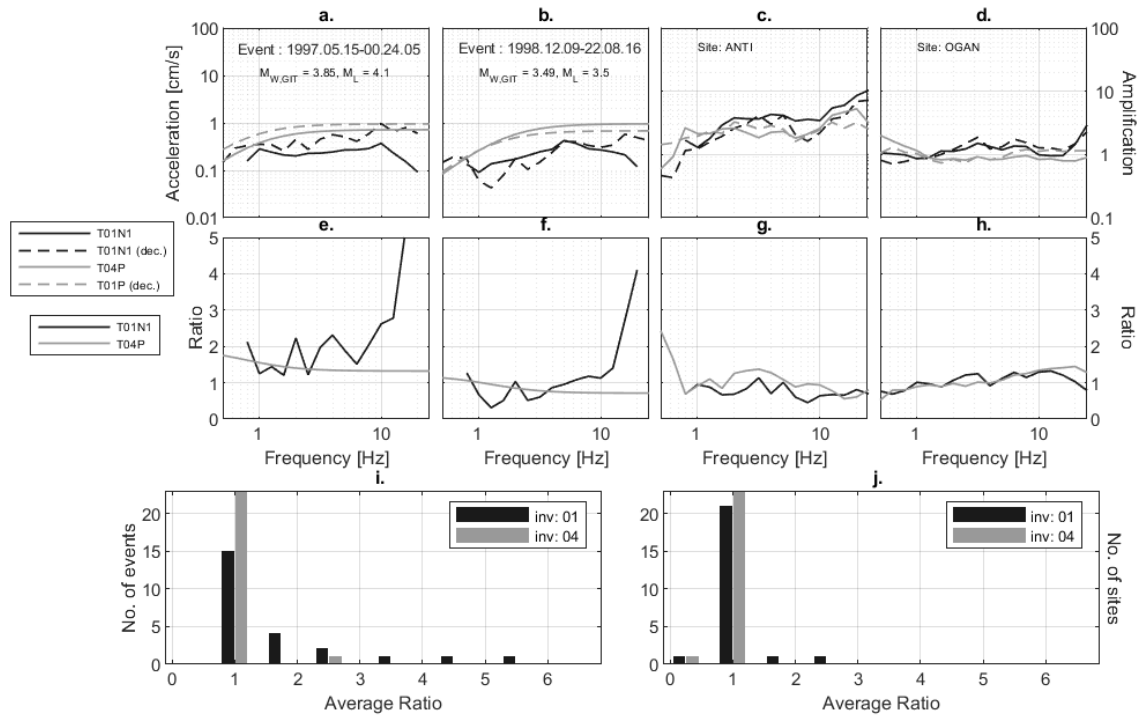 a.
b.
c.
d.
100
10
1
0.1
0.01
Acceleration [cm/s]
Event : 1997.05.15-00.24.05
M W,GIT = 3.85, M L = 4.1
Event : 1998.12.09-22.08.16
M W,GIT = 3.49, M L = 3.5
Site: ANTI
Site: OGAN
100
10
1
0.1
Amplification
T01N1
T01N1 (dec.)
T04P
T01P (dec.)
T01N1
T04P
e.
f.
g.
h.
5
4
3
2
1
0
Ratio
5
4
3
2
1
0
Ratio
1 10
1 10
1 10
1 10
Frequency [Hz]
Frequency [Hz]
Frequency [Hz]
Frequency [Hz]
i.
20
15
10
5
0
No. of events
inv: 01
inv: 04
0 1 2 3 4 5 6
Average Ratio
j.
20
15
10
5
0
No. of sites
inv: 01
inv: 04
0 1 2 3 4 5 6
Average Ratio